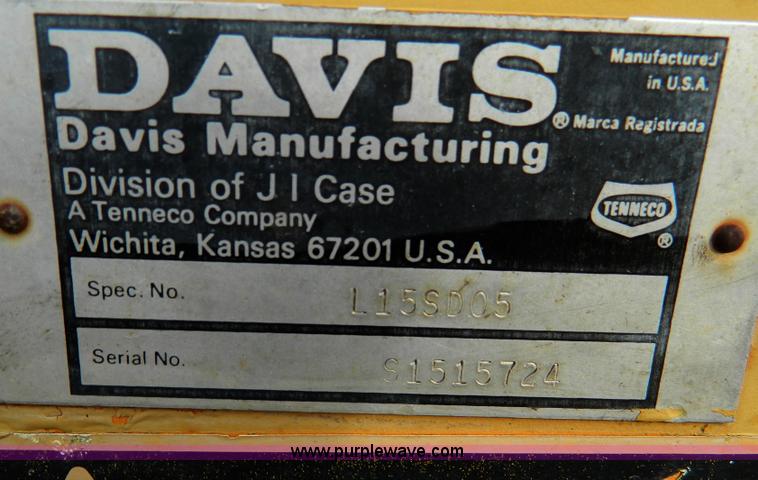 DAVIS
Manufactured
in U.S.A.
® Marca Registrada
Davis Manufacturing
Division of J I Case
A Tenneco Company
Wichita, Kansas 67201 U.S.A.
TENNECO
®
Spec. No. L15SD05
Serial No. S1515724
www.purplewave.com